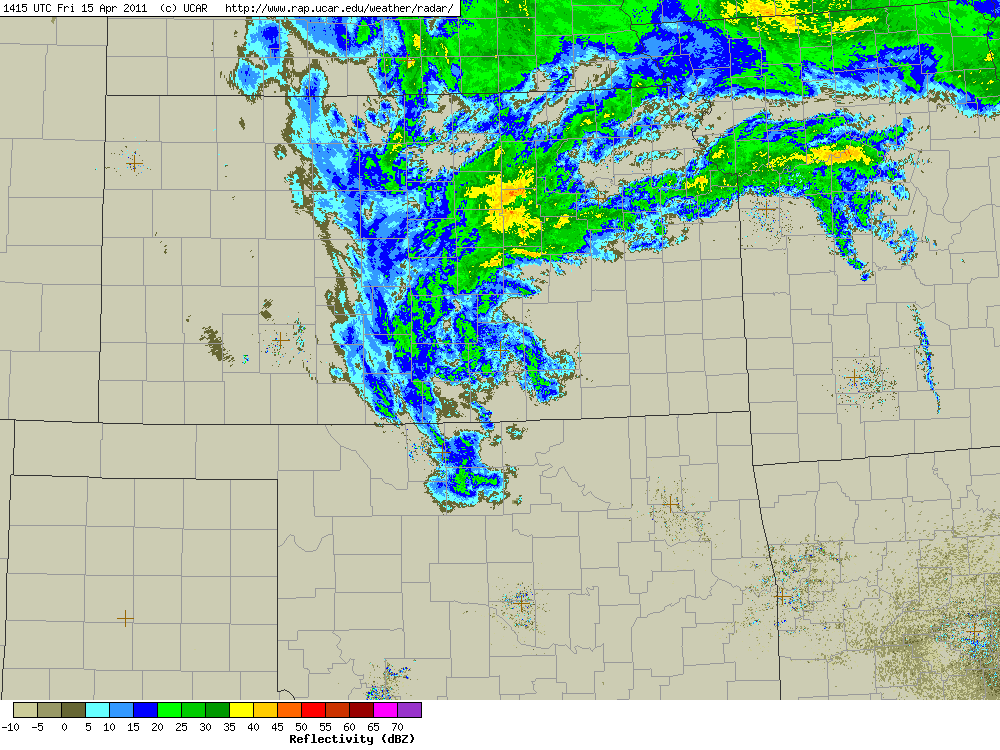 1415 UTC Fri 15 Apr 2011 (c) UCAR http://www.rap.ucar.edu/weather/radar/
-10 -5 0 5 10 15 20 25 30 35 40 45 50 55 60 65 70
Reflectivity (dBZ)